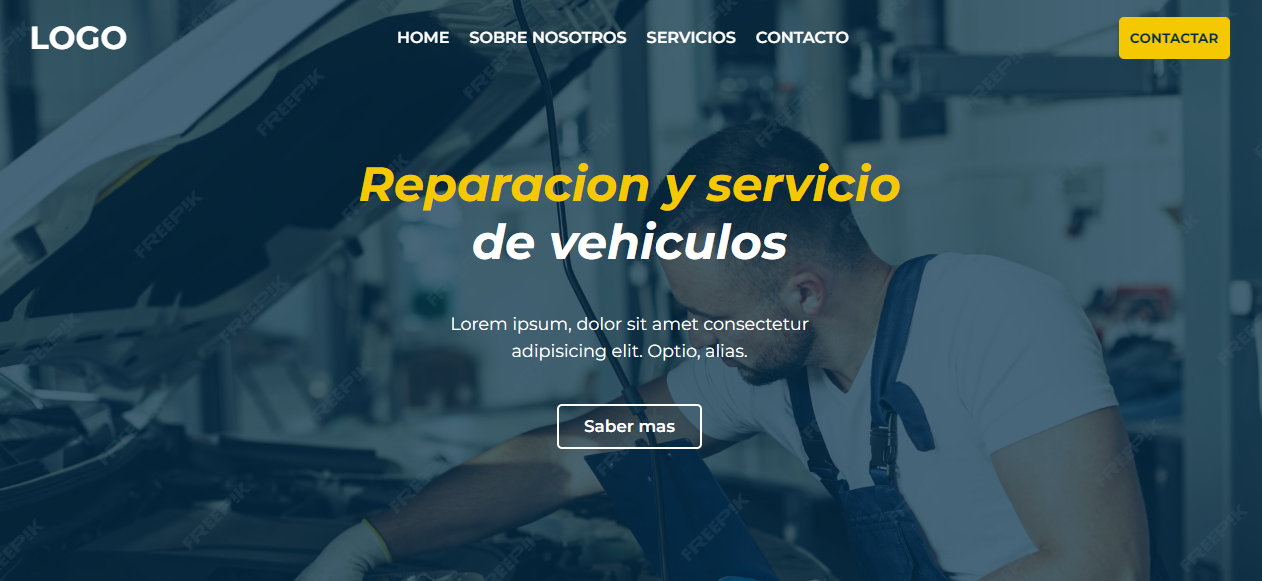 LOGO
HOME SOBRE NOSOTROS SERVICIOS CONTACTO
CONTACTAR
Reparacion y servicio
de vehiculos
Lorem ipsum, dolor sit amet consectetur
adipisicing elit. Optio, alias.
Saber mas
FREEPIK